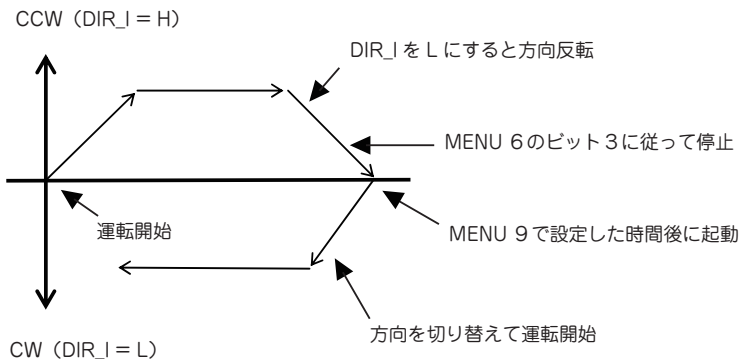 CCW（DIR_I = H）
DIR_I を L にすると方向反転
MENU 6のビット3に従って停止
運転開始
MENU 9で設定した時間後に起動
方向を切り替えて運転開始
CW（DIR_I = L）